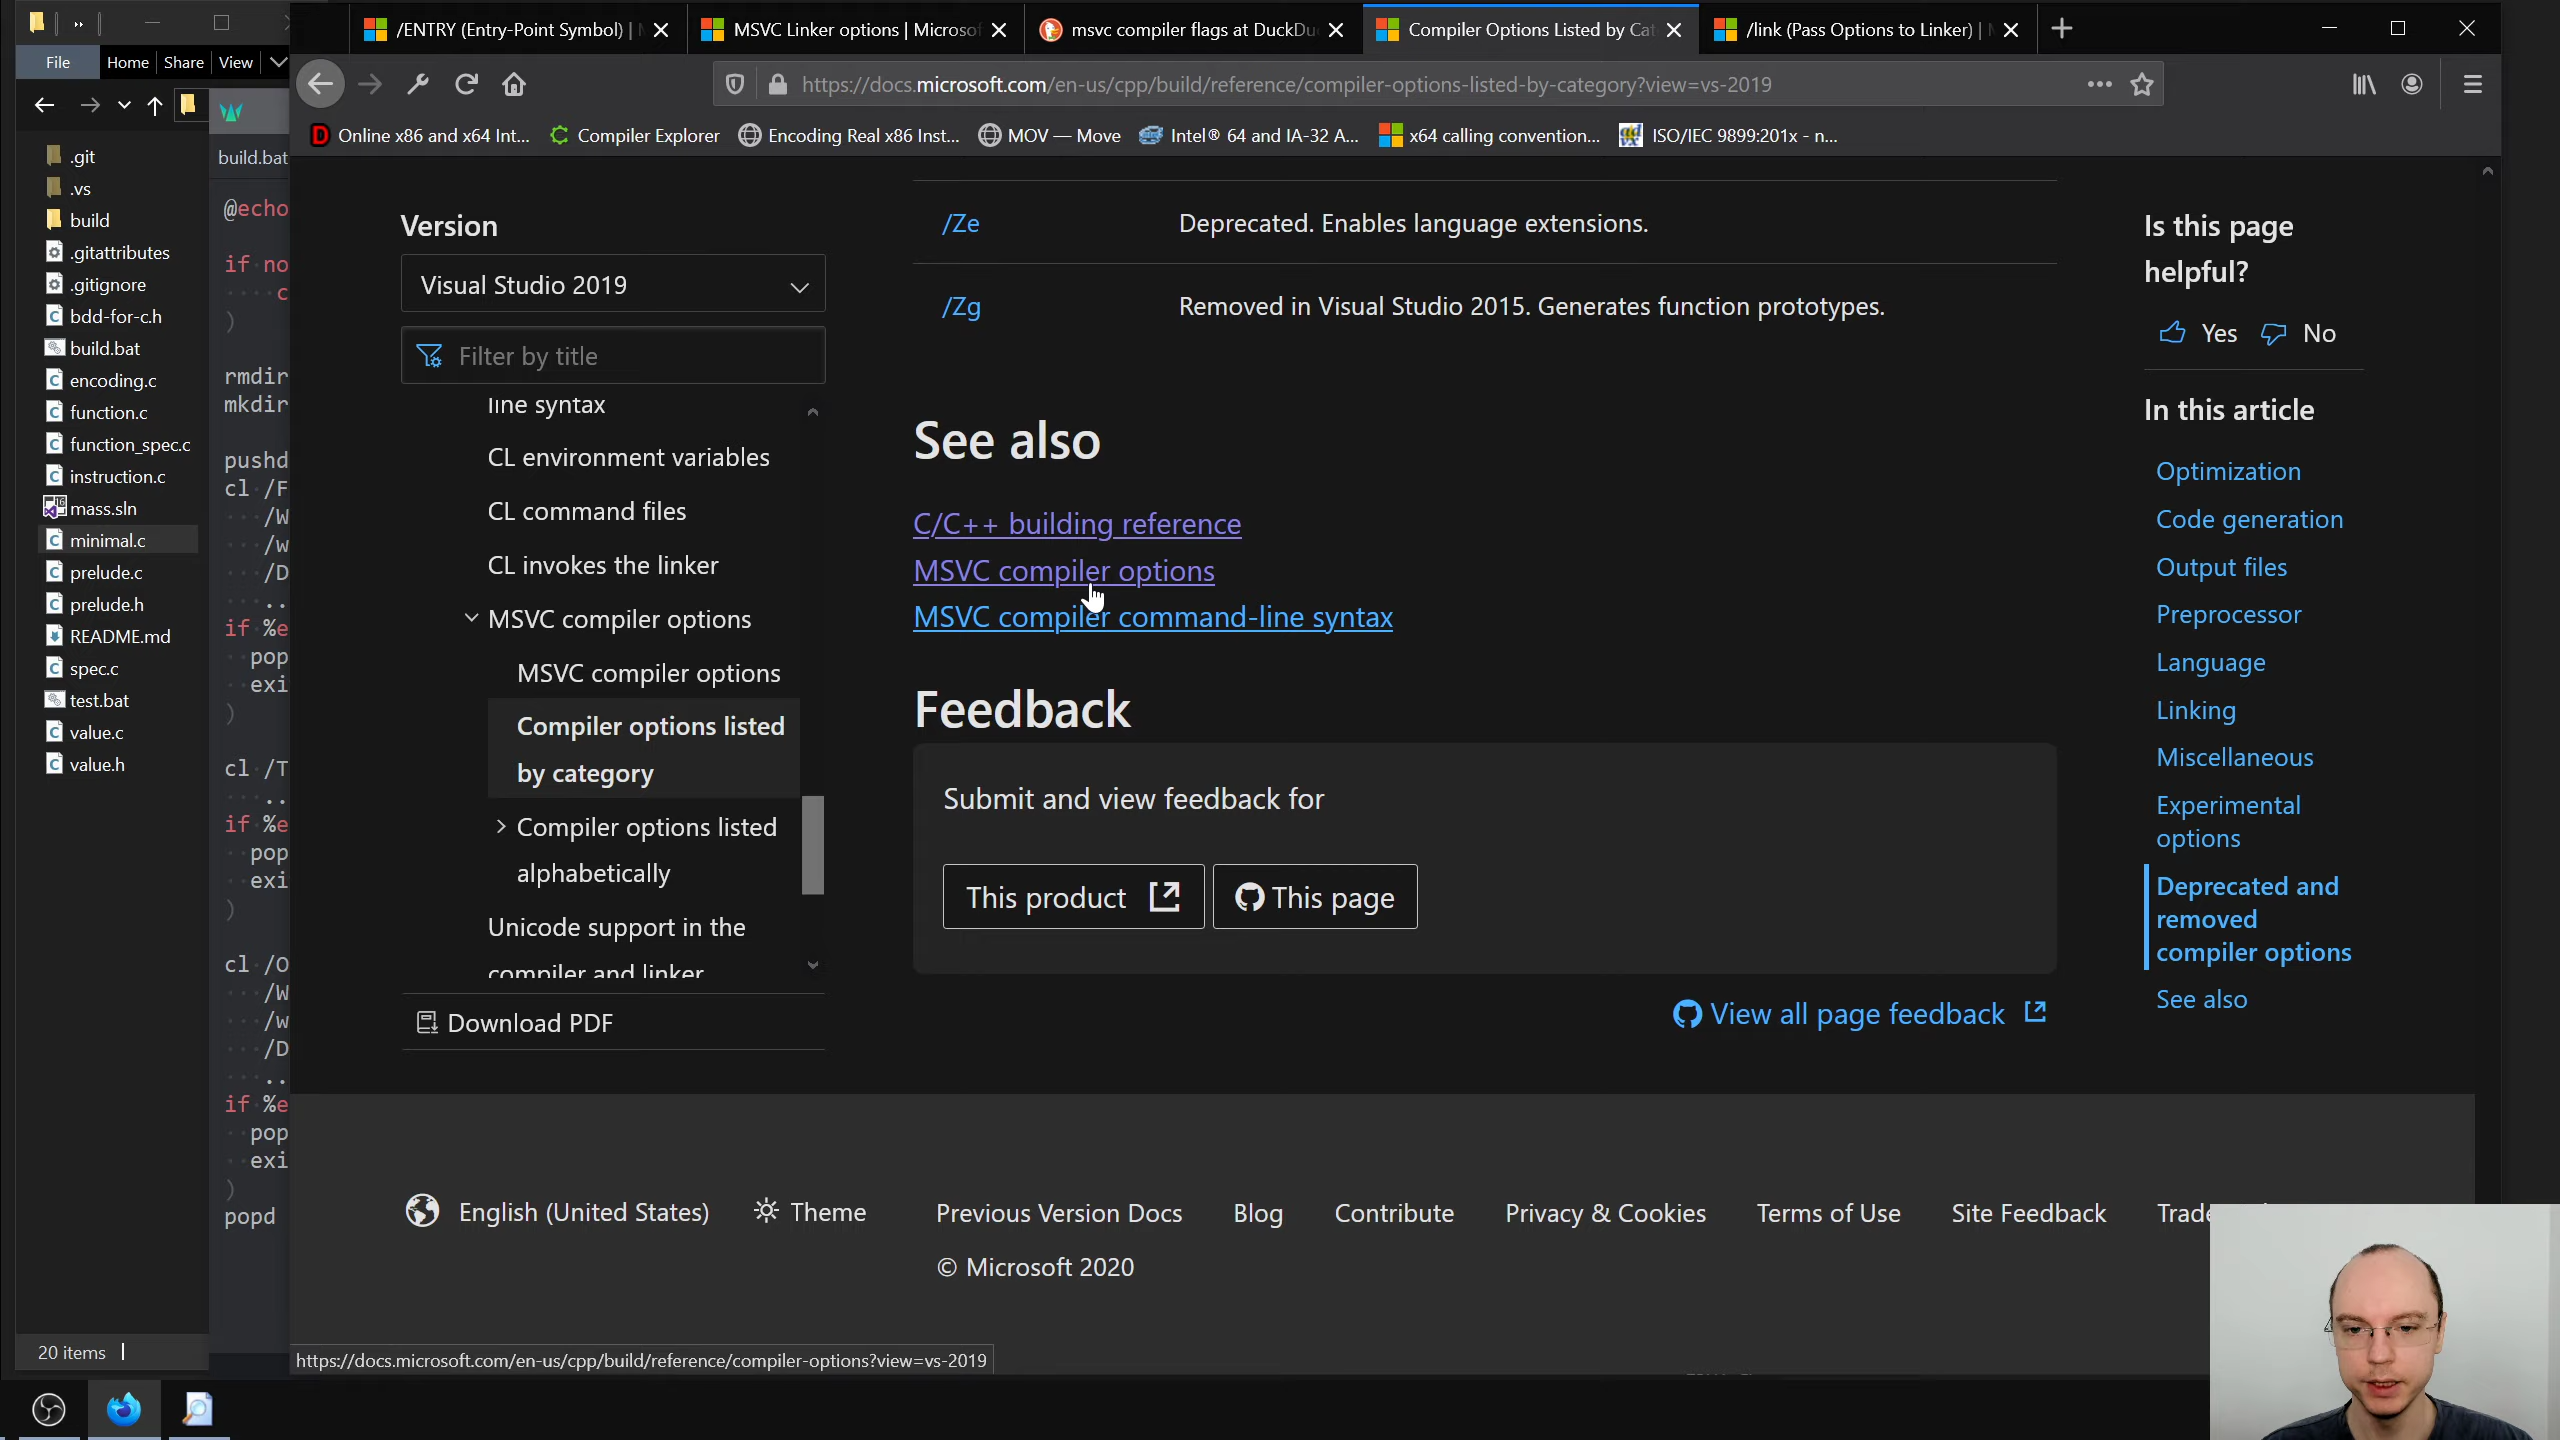 /ENTRY (Entry-Point Symbol) | M
MSVC Linker options | Microsof
msvc compiler flags at DuckDu
Compiler Options Listed by Cat
/link (Pass Options to Linker) | M
File
Home
Share
View
https://docs.microsoft.com/en-us/cpp/build/reference/compiler-options-listed-by-category?view=vs-2019
Online x86 and x64 Int...
Compiler Explorer
Encoding Real x86 Inst...
MOV — Move
Intel® 64 and IA-32 A...
x64 calling convention...
ISO/IEC 9899:201x - n...
.git
.vs
build
.gitattributes
.gitignore
bdd-for-c.h
build.bat
encoding.c
function.c
function_spec.c
instruction.c
mass.sln
minimal.c
prelude.c
prelude.h
README.md
spec.c
test.bat
value.c
value.h
20 items
build.bat
@echo
if no
c
)
rmdir
mkdir
pushd
cl /F
/W
/w
/D
..
if %e
pop
exi
)
cl /T
..
if %e
pop
exi
)
cl /O
/W
/w
/D
..
if %e
pop
exi
)
popd
Version
Visual Studio 2019
Filter by title
line syntax
CL environment variables
CL command files
CL invokes the linker
MSVC compiler options
MSVC compiler options
Compiler options listed
by category
Compiler options listed
alphabetically
Unicode support in the
compiler and linker
Download PDF
/Ze Deprecated. Enables language extensions.
/Zg Removed in Visual Studio 2015. Generates function prototypes.
See also
C/C++ building reference
MSVC compiler options
MSVC compiler command-line syntax
Feedback
Submit and view feedback for
This product
This page
View all page feedback
Is this page
helpful?
Yes
No
In this article
Optimization
Code generation
Output files
Preprocessor
Language
Linking
Miscellaneous
Experimental
options
Deprecated and
removed
compiler options
See also
English (United States)
Theme
Previous Version Docs
Blog
Contribute
Privacy & Cookies
Terms of Use
Site Feedback
Trade
© Microsoft 2020
https://docs.microsoft.com/en-us/cpp/build/reference/compiler-options?view=vs-2019